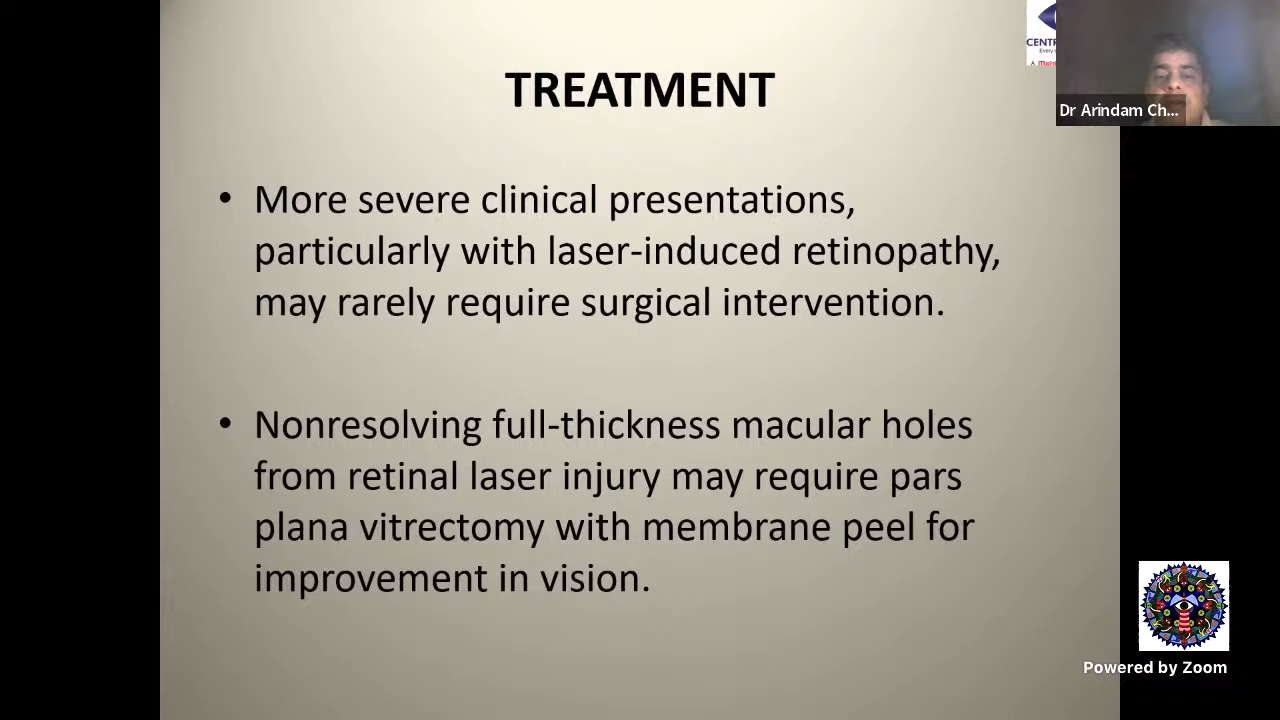 TREATMENT
CENTR
Every
Dr Arindam Ch...
• More severe clinical presentations,
particularly with laser-induced retinopathy,
may rarely require surgical intervention.
• Nonresolving full-thickness macular holes
from retinal laser injury may require pars
plana vitrectomy with membrane peel for
improvement in vision.
Powered by Zoom